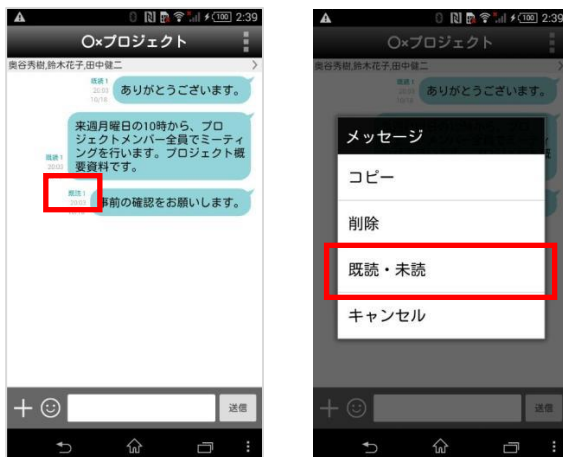 100 2:39
○×プロジェクト
奥谷秀樹,鈴木花子,田中健二
既読 1
20:03
10/18
ありがとうございます。
来週月曜日の10時から、プロ
ジェクトメンバー全員でミーティ
ングを行います。プロジェクト概
要資料です。
既読 1
20:03
既読 1
20:03
事前の確認をお願いします。
送信
100 2:39
○×プロジェクト
奥谷秀樹,鈴木花子,田中健二
既読 1
20:03
10/18
ありがとうございます。
メッセージ
コピー
削除
既読・未読
キャンセル
送信